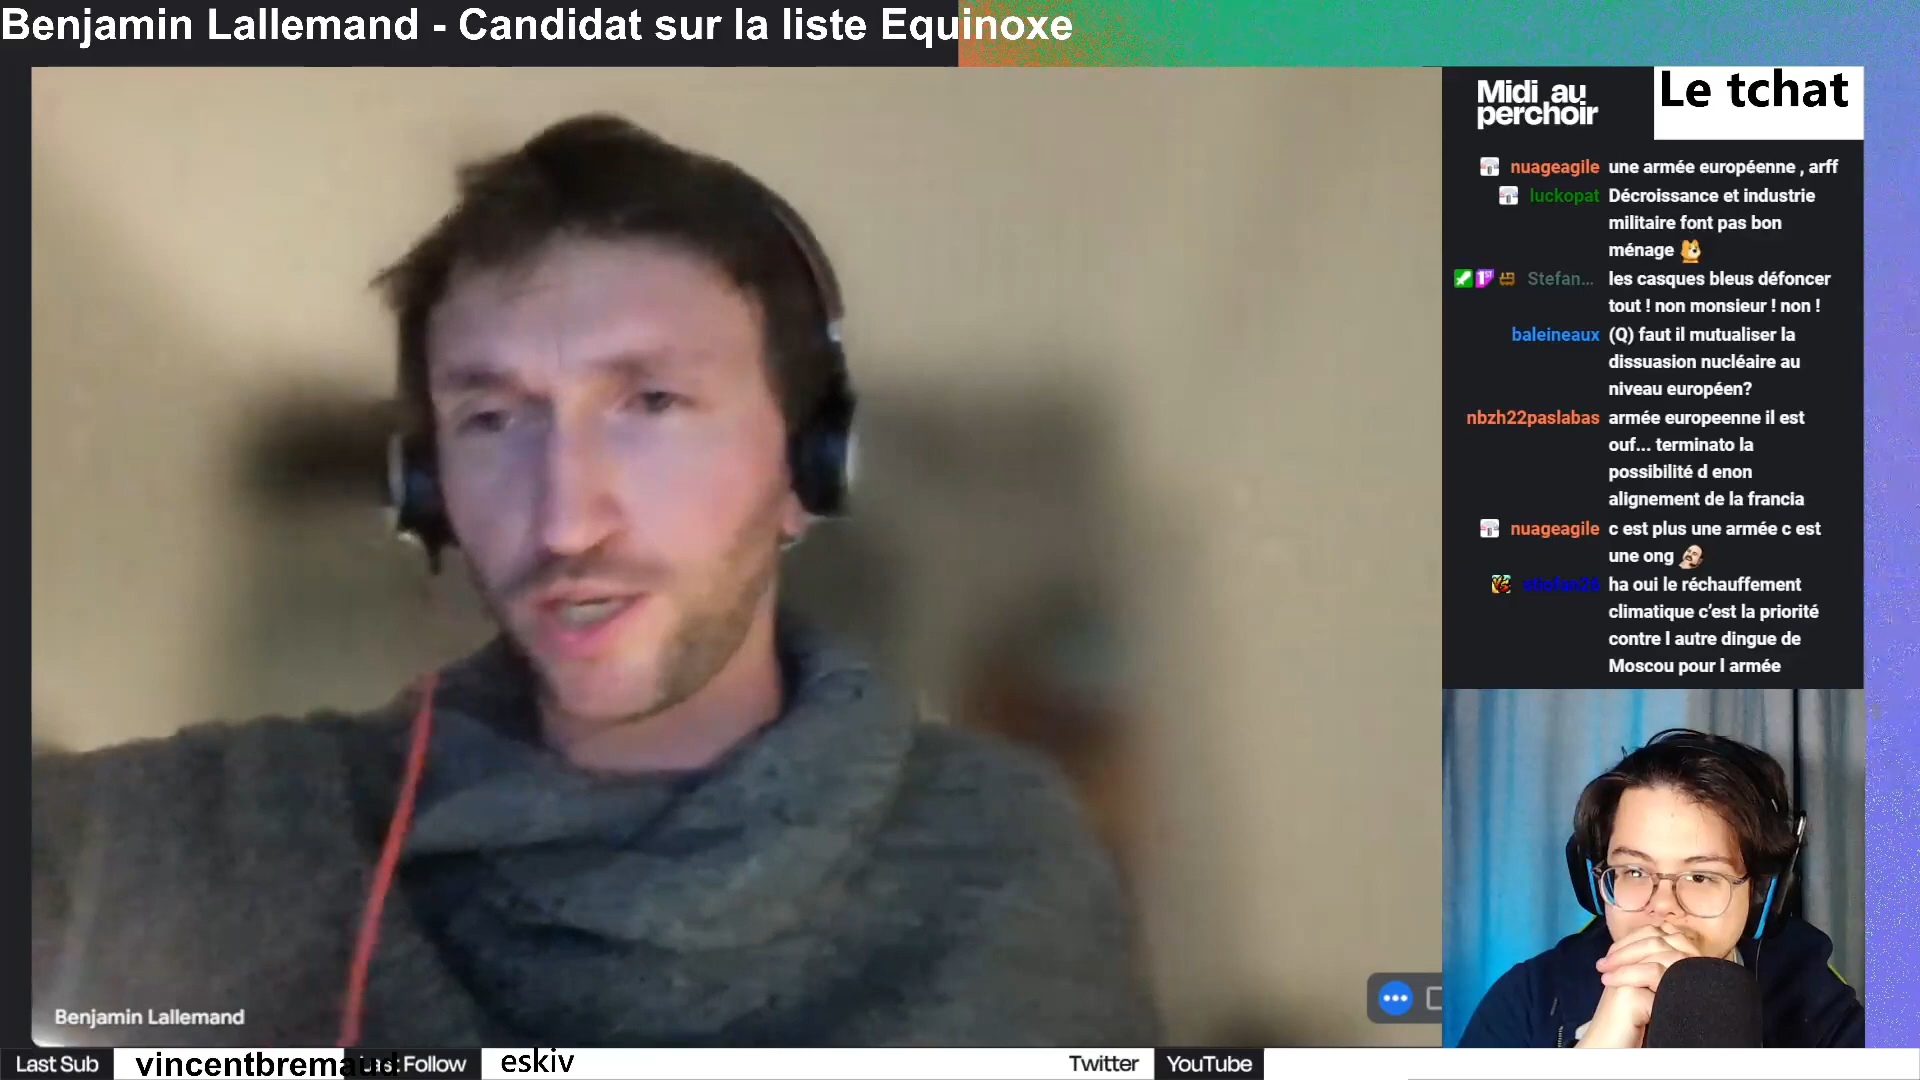 Benjamin Lallemand - Candidat sur la liste Equinoxe
Midi au
perchoir
Le tchat
nuageagile une armée européenne , arff
luckopat Décroissance et industrie
militaire font pas bon
ménage
Stefan... les casques bleus défoncer
tout ! non monsieur ! non !
baleineaux (Q) faut il mutualiser la
dissuasion nucléaire au
niveau européen?
nbzh22paslabas armée europeenne il est
ouf... terminato la
possibilité d enon
alignement de la francia
nuageagile c est plus une armée c est
une ong
stiofan26 ha oui le réchauffement
climatique c'est la priorité
contre l autre dingue de
Moscou pour l armée
Benjamin Lallemand
Last Sub vincentbremaud Last Follow eskiv Twitter YouTube